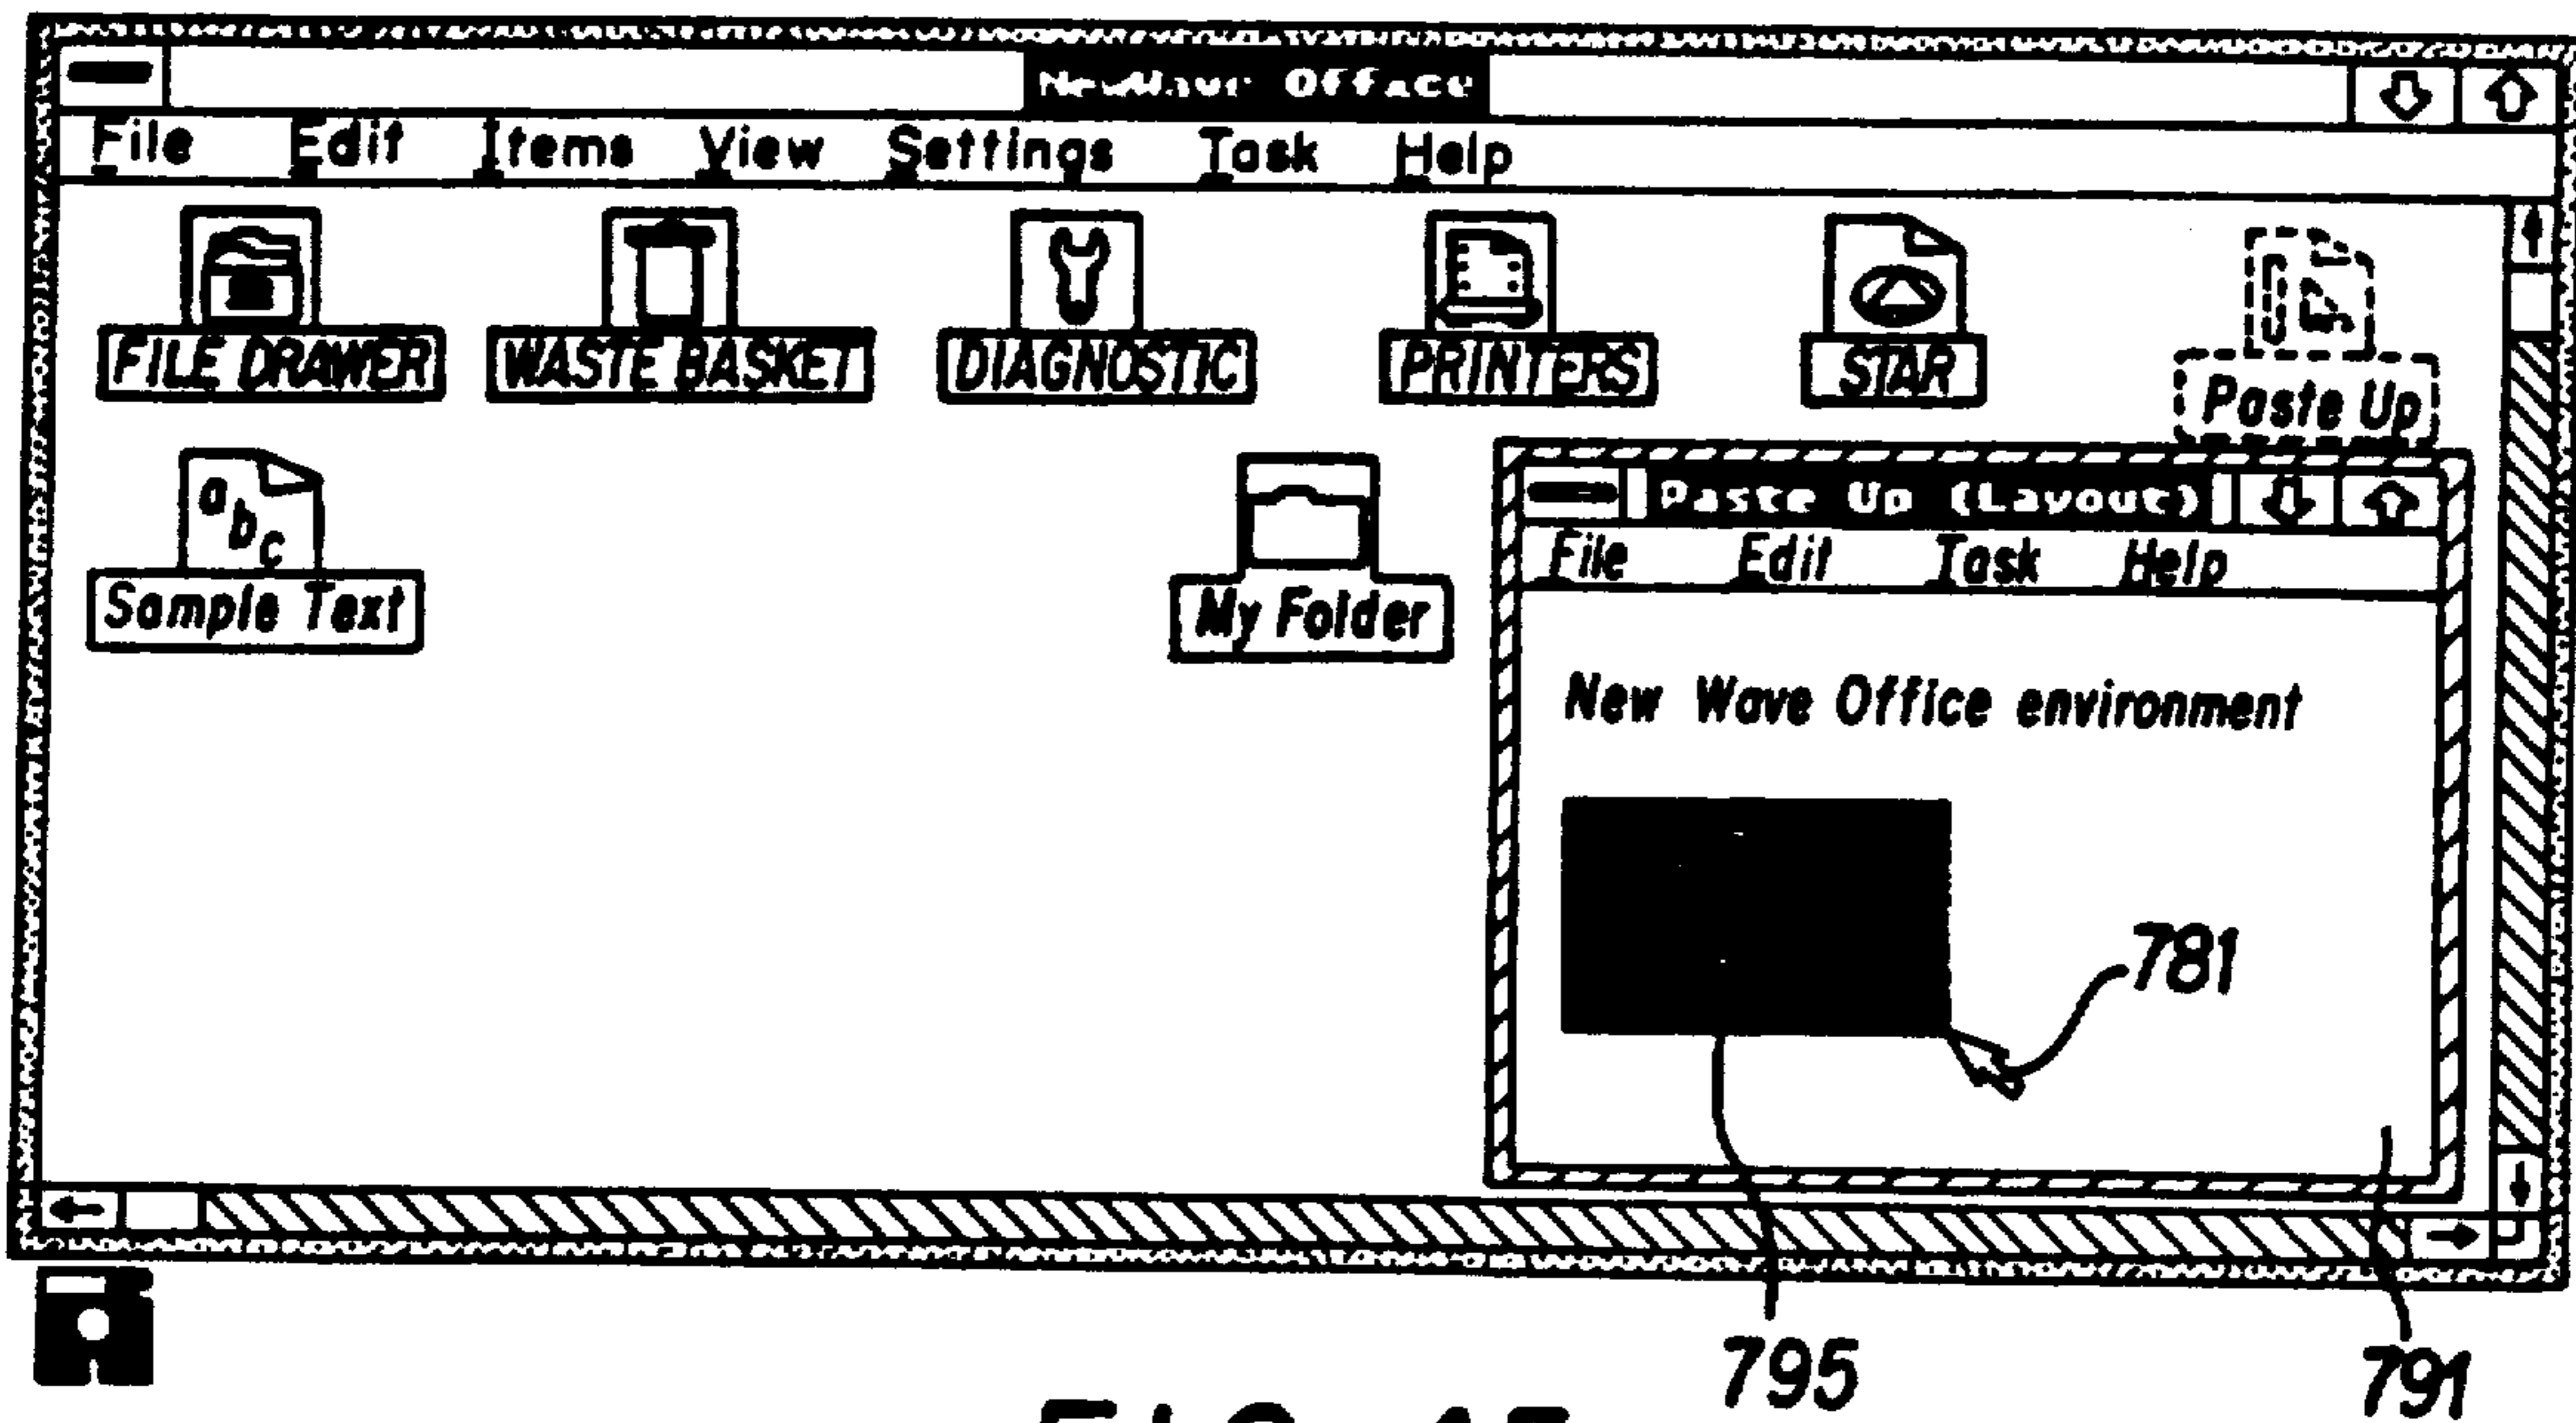 NewWave Office
File Edit Items View Settings Task Help
FILE DRAWER WASTE BASKET DIAGNOSTIC PRINTERS STAR Paste Up
abc
Sample Text My Folder
Paste Up (Layout)
File Edit Task Help
New Wave Office environment
781
795 791